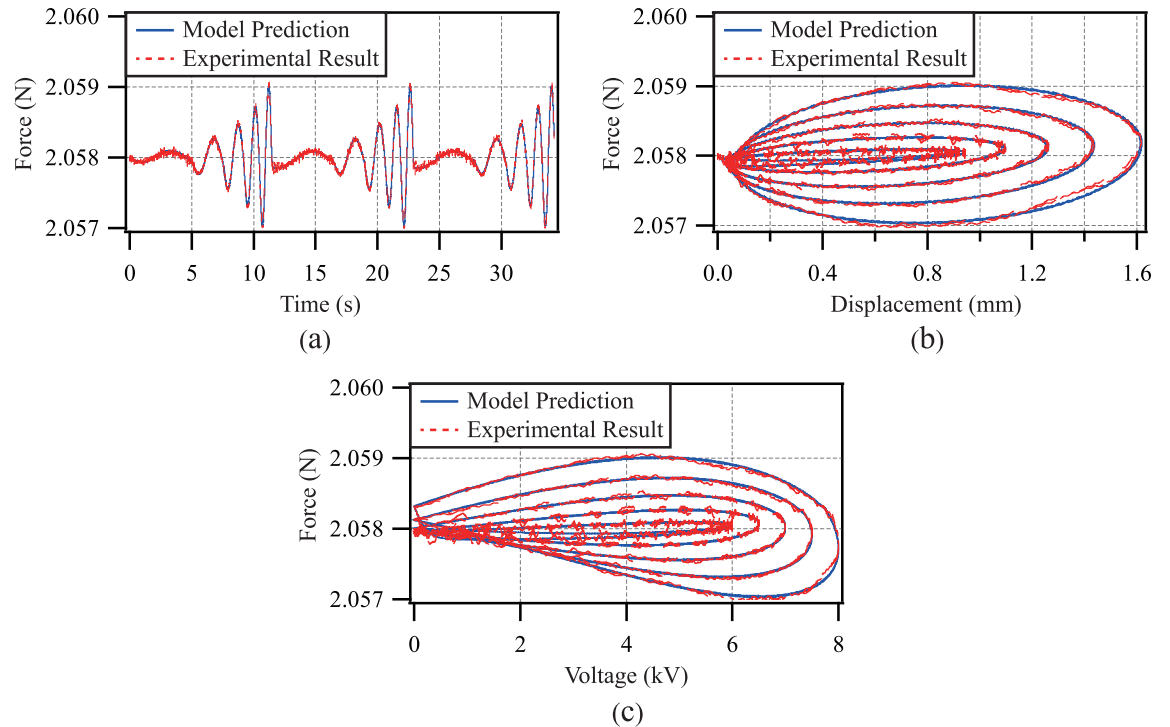 2.060
Model Prediction
Experimental Result
2.059
2.058
2.057
Force (N)
0 5 10 15 20 25 30
Time (s)
(a)
2.060
Model Prediction
Experimental Result
2.059
2.058
2.057
Force (N)
0.0 0.4 0.8 1.2 1.6
Displacement (mm)
(b)
2.060
Model Prediction
Experimental Result
2.059
2.058
2.057
Force (N)
0 2 4 6 8
Voltage (kV)
(c)